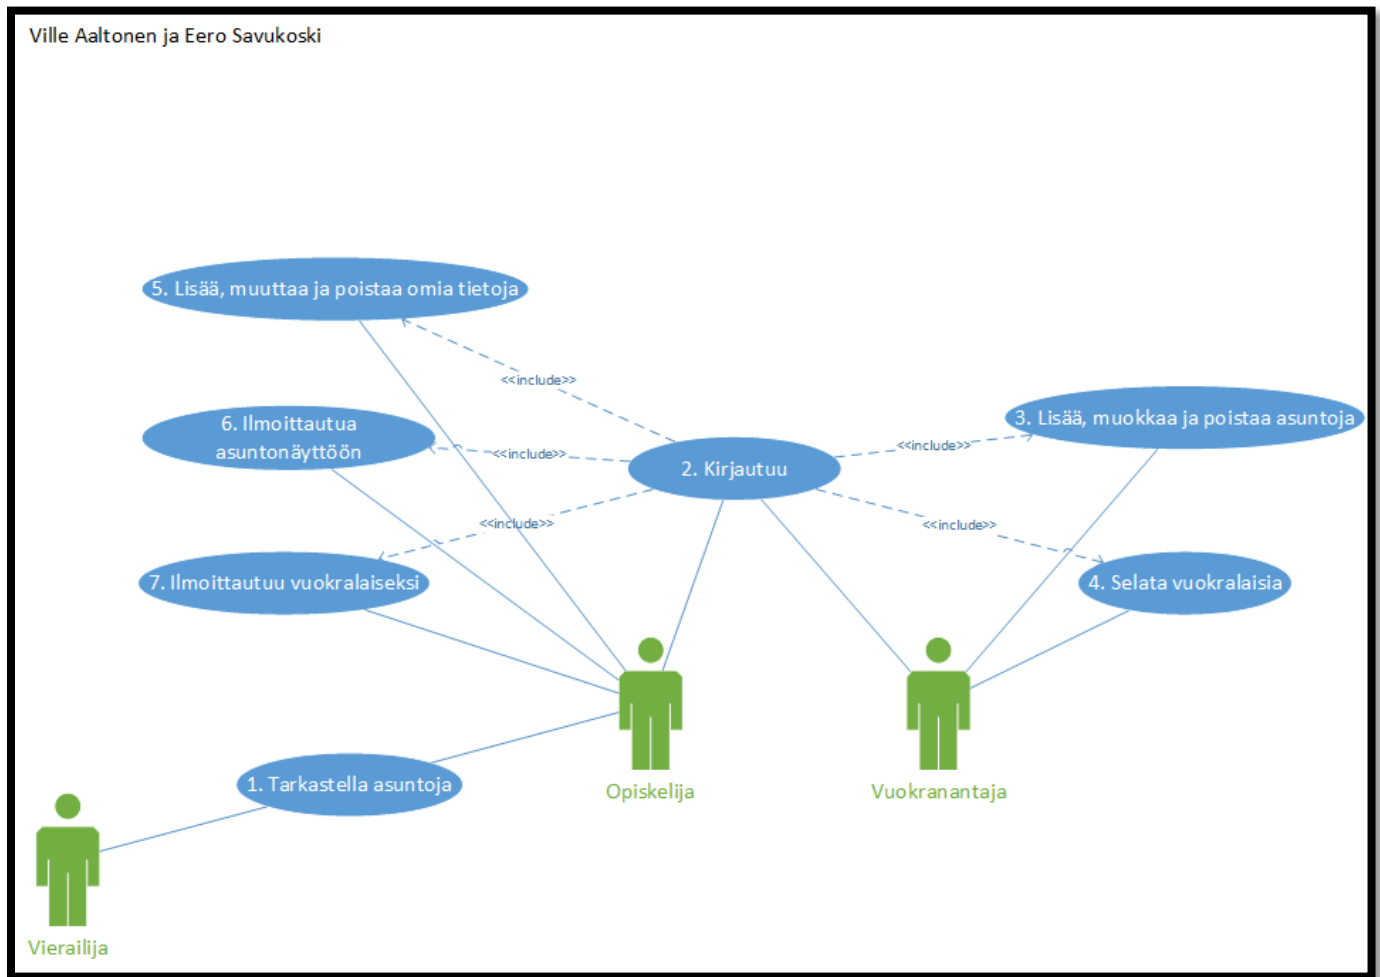 Ville Aaltonen ja Eero Savukoski
5. Lisää, muuttaa ja poistaa omia tietoja
<<include>>
6. Ilmoittautua
asuntonäyttöön
<<include>>
2. Kirjautuu
<<include>>
3. Lisää, muokkaa ja poistaa asuntoja
<<include>>
<<include>>
7. Ilmoittautuu vuokralaiseksi
4. Selata vuokralaisia
1. Tarkastella asuntoja
Opiskelija
Vuokranantaja
Vierailija